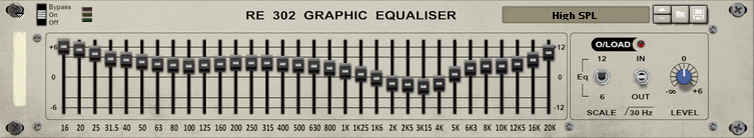 Bypass
On
Off
RE 302 GRAPHIC EQUALISER
High SPL
+6 +12
0 0
-6 -12
16 20 25 31.5 40 50 63 80 100 125 160 200 250 315 400 500 630 800 1K 1K25 1K6 2K 2K5 3K15 4K 5K 6K3 8K 10K 12K5 16K 20K
O/LOAD
12 IN 0
Eq
-∞ +6
6 OUT
SCALE /30 Hz LEVEL